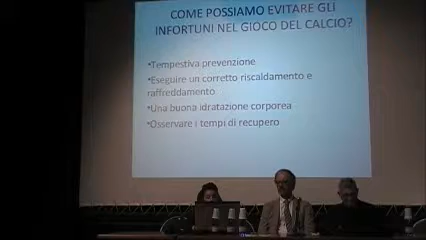 COME POSSIAMO EVITARE GLI
INFORTUNI NEL GIOCO DEL CALCIO?
•Tempestiva prevenzione
•Eseguire un corretto riscaldamento e
raffreddamento
•Una buona idratazione corporea
•Osservare i tempi di recupero